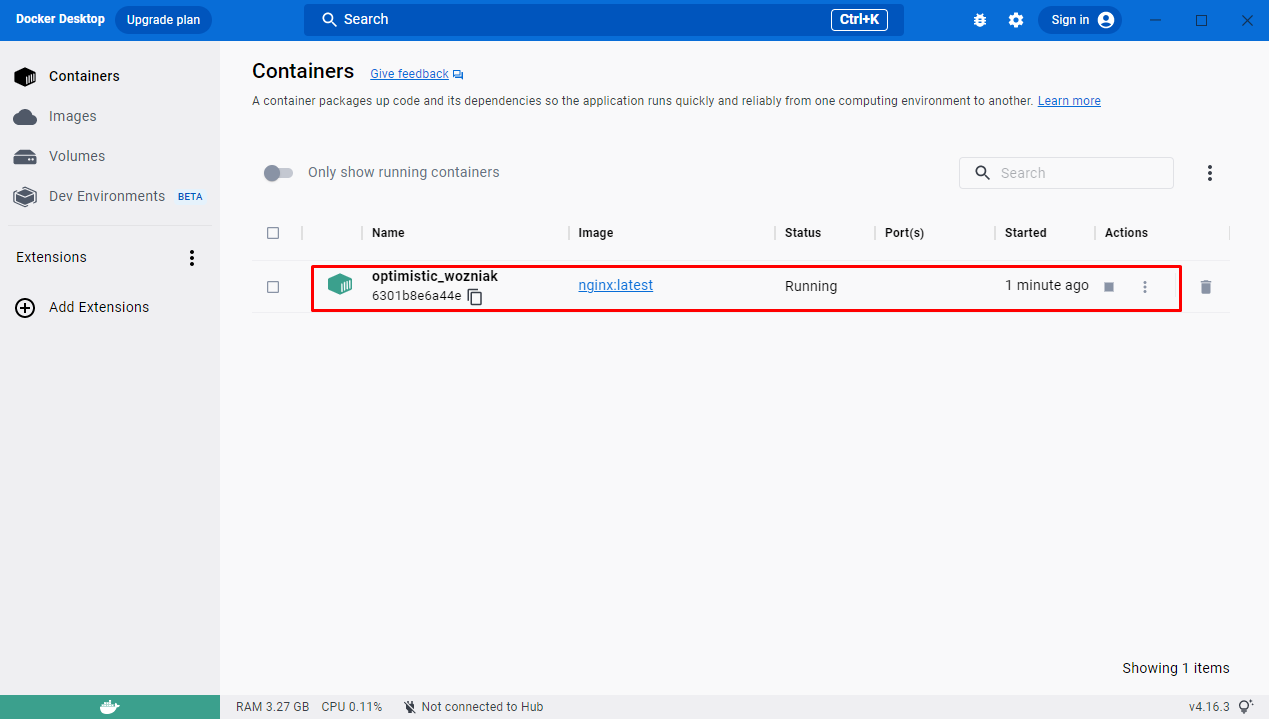 Docker Desktop Upgrade plan Search Ctrl+K Sign in
Containers
Images
Volumes
Dev Environments BETA
Extensions
Add Extensions
Containers Give feedback
A container packages up code and its dependencies so the application runs quickly and reliably from one computing environment to another. Learn more
Only show running containers Search
Name Image Status Port(s) Started Actions
optimistic_wozniak
6301b8e6a44e nginx:latest Running 1 minute ago
Showing 1 items
RAM 3.27 GB CPU 0.11% Not connected to Hub v4.16.3